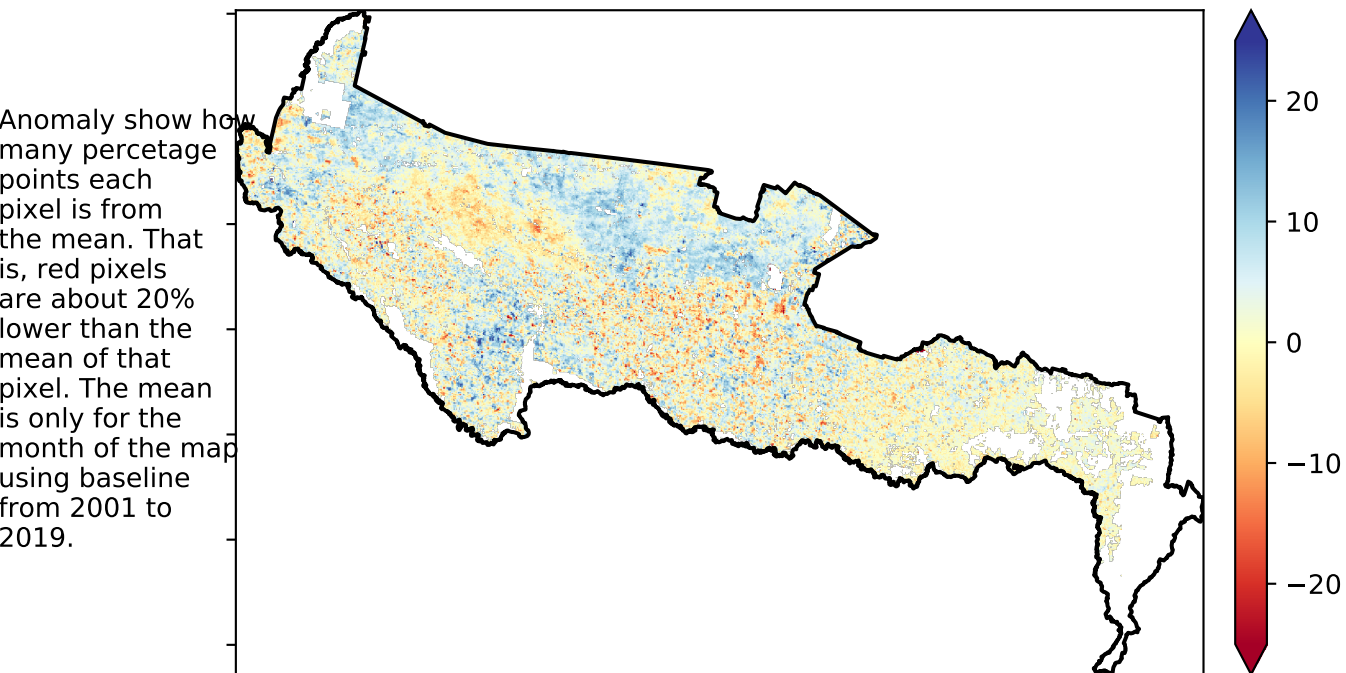 Anomaly show how
many percetage
points each
pixel is from
the mean. That
is, red pixels
are about 20%
lower than the
mean of that
pixel. The mean
is only for the
month of the map
using baseline
from 2001 to
2019.
20
10
0
−10
−20